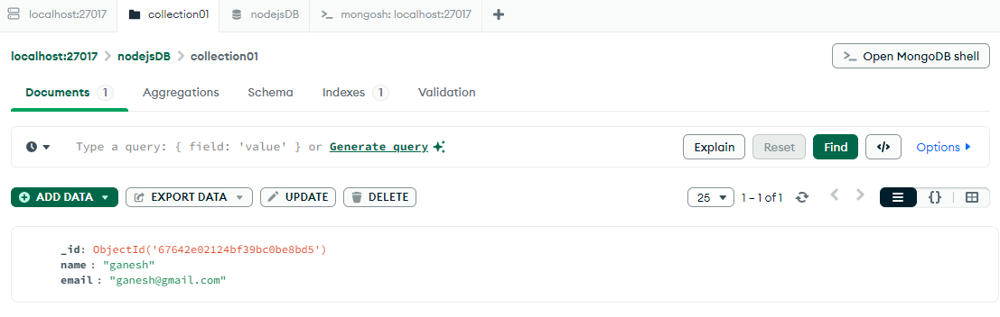 localhost:27017 collection01 nodejsDB mongosh: localhost:27017
localhost:27017 > nodejsDB > collection01
Open MongoDB shell
Documents 1 Aggregations Schema Indexes 1 Validation
Type a query: { field: 'value' } or Generate query
Explain Reset Find </> Options
ADD DATA EXPORT DATA UPDATE DELETE 25 1 – 1 of 1 {}
_id: ObjectId('67642e02124bf39bc0be8bd5')
name : "ganesh"
email : "ganesh@gmail.com"